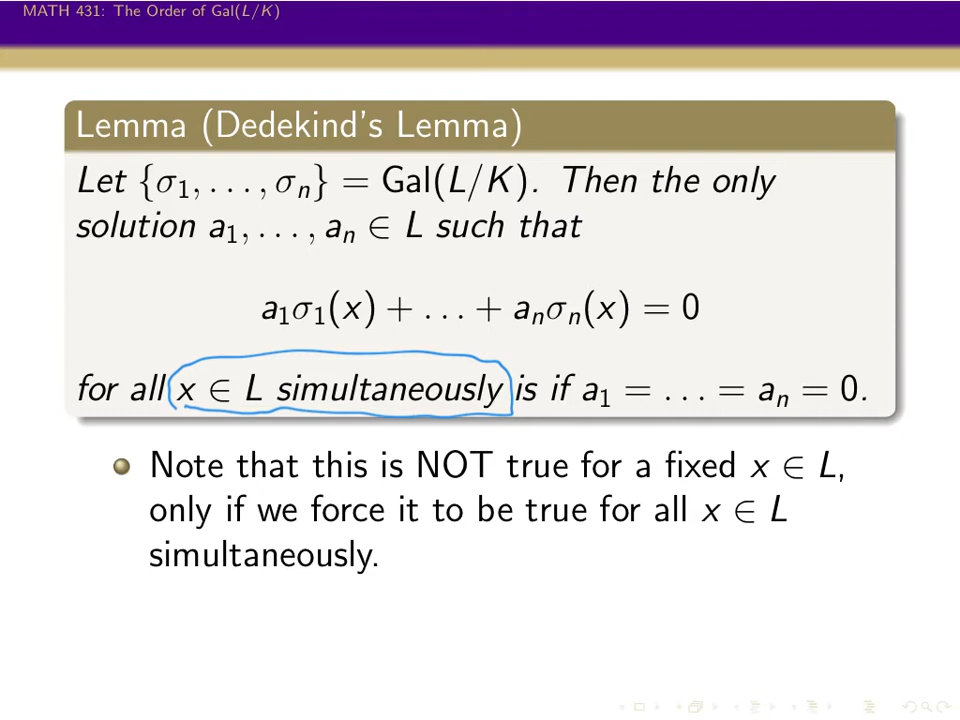 MATH 431: The Order of Gal(L/K)
Lemma (Dedekind's Lemma)
Let {σ₁, . . . , σₙ} = Gal(L/K). Then the only
solution a₁, . . . , aₙ ∈ L such that
a₁σ₁(x) + . . . + aₙσₙ(x) = 0
for all x ∈ L simultaneously is if a₁ = . . . = aₙ = 0.
Note that this is NOT true for a fixed x ∈ L,
only if we force it to be true for all x ∈ L
simultaneously.